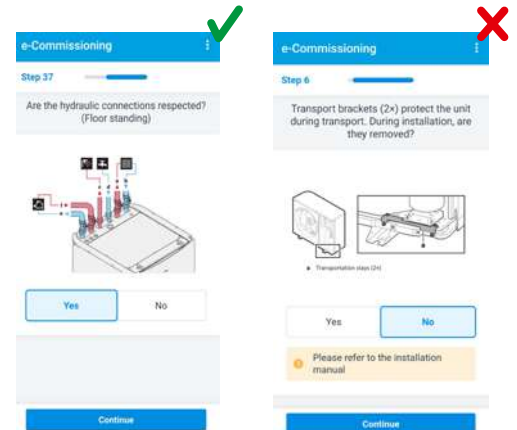 e-Commissioning
Step 37
Are the hydraulic connections respected?
(Floor standing)
Yes
No
Continue
e-Commissioning
Step 6
Transport brackets (2×) protect the unit
during transport. During installation, are
they removed?
a Transportation stays (2x)
Yes
No
Please refer to the installation
manual
Continue